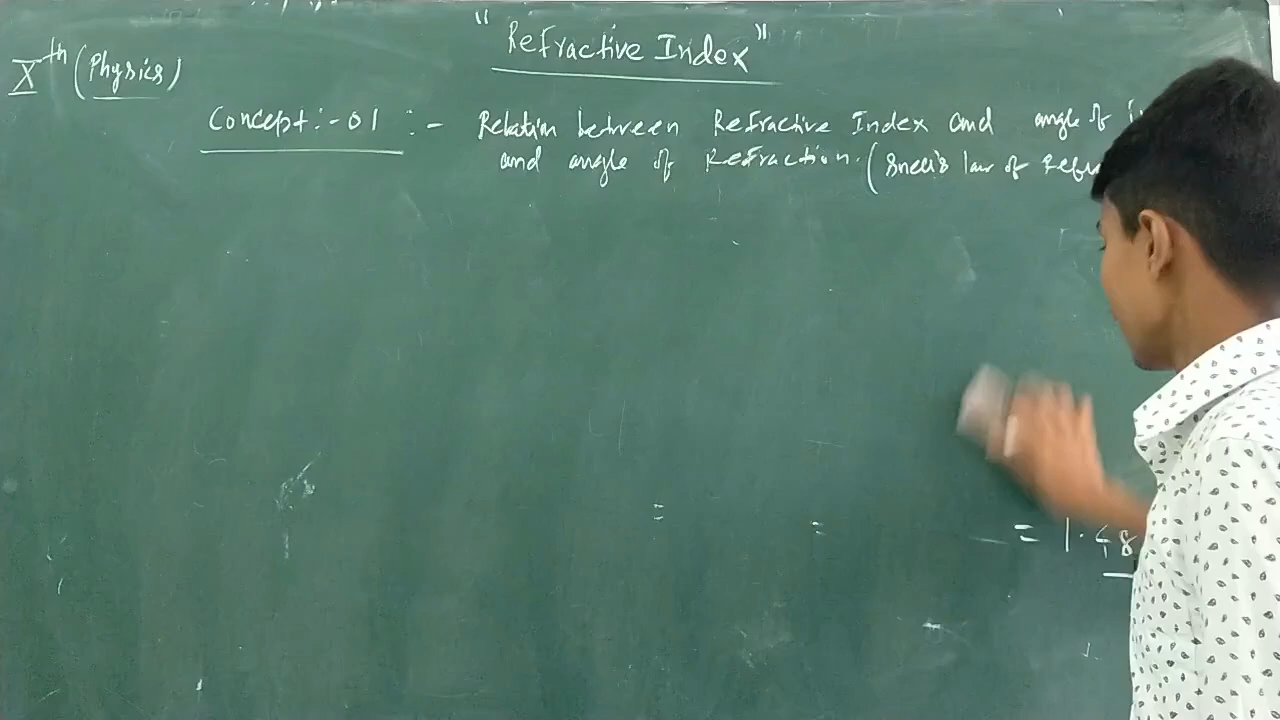 "Refractive Index"
Xth (Physics)
Concept:-01 :- Relation between Refractive Index and angle of
and angle of Refraction. (Snell's law of
=
=
= 1.48